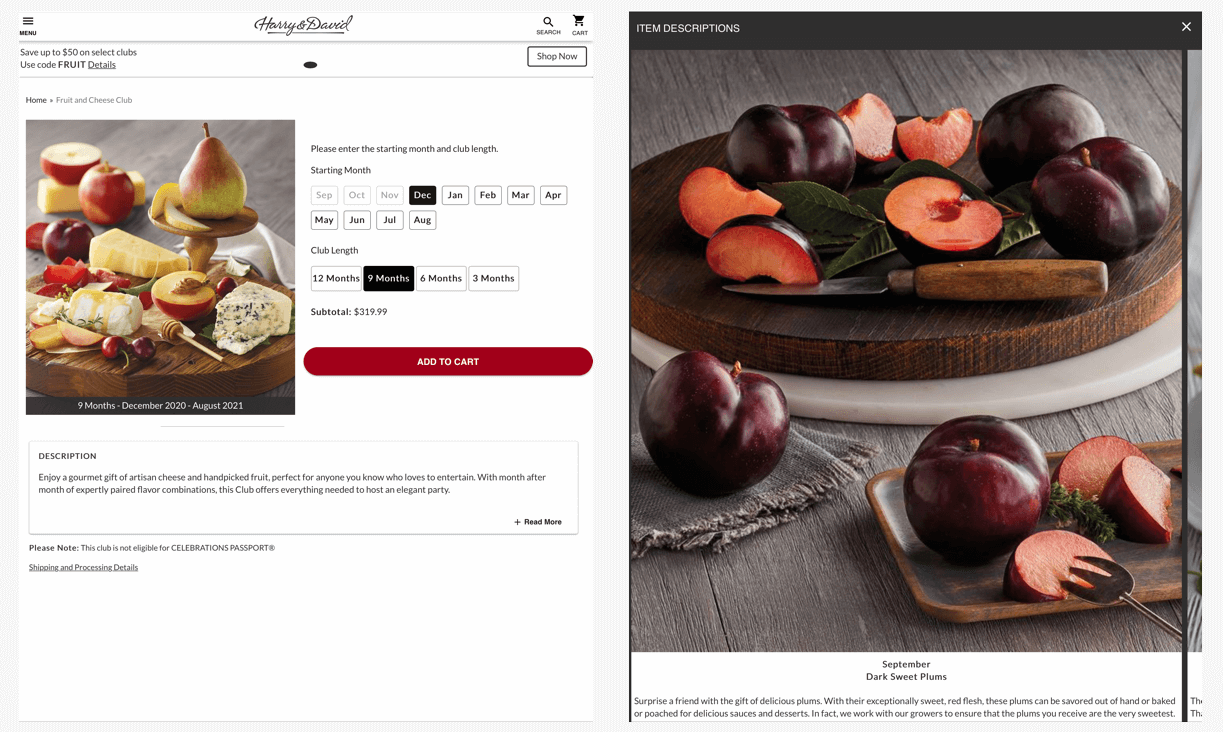 MENU
Harry & David
SEARCH
CART
Save up to $50 on select clubs
Use code FRUIT Details
Shop Now
Home » Fruit and Cheese Club
Please enter the starting month and club length.
Starting Month
Sep Oct Nov Dec Jan Feb Mar Apr
May Jun Jul Aug
Club Length
12 Months 9 Months 6 Months 3 Months
Subtotal: $319.99
ADD TO CART
9 Months - December 2020 - August 2021
DESCRIPTION
Enjoy a gourmet gift of artisan cheese and handpicked fruit, perfect for anyone you know who loves to entertain. With month after
month of expertly paired flavor combinations, this Club offers everything needed to host an elegant party.
+ Read More
Please Note: This club is not eligible for CELEBRATIONS PASSPORT®
Shipping and Processing Details
ITEM DESCRIPTIONS
September
Dark Sweet Plums
Surprise a friend with the gift of delicious plums. With their exceptionally sweet, red flesh, these plums can be savored out of hand or baked
or poached for delicious sauces and desserts. In fact, we work with our growers to ensure that the plums you receive are the very sweetest.